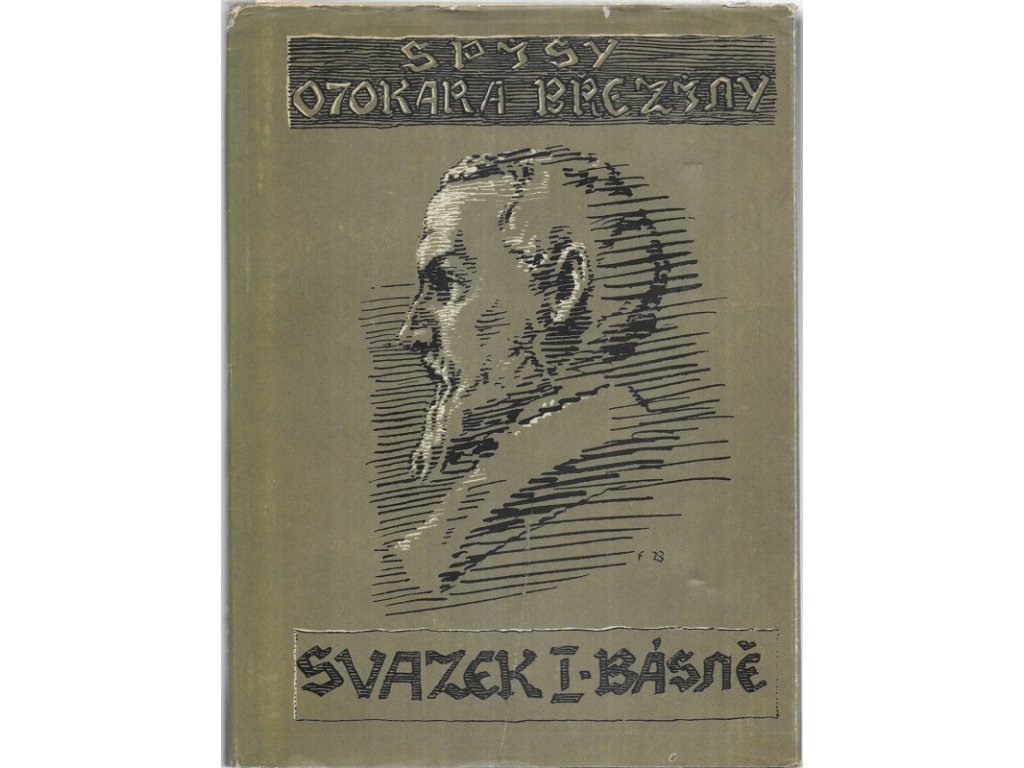 SPISY
OTOKARA BŘEZINY
F B
SVAZEK I. BÁSNĚ